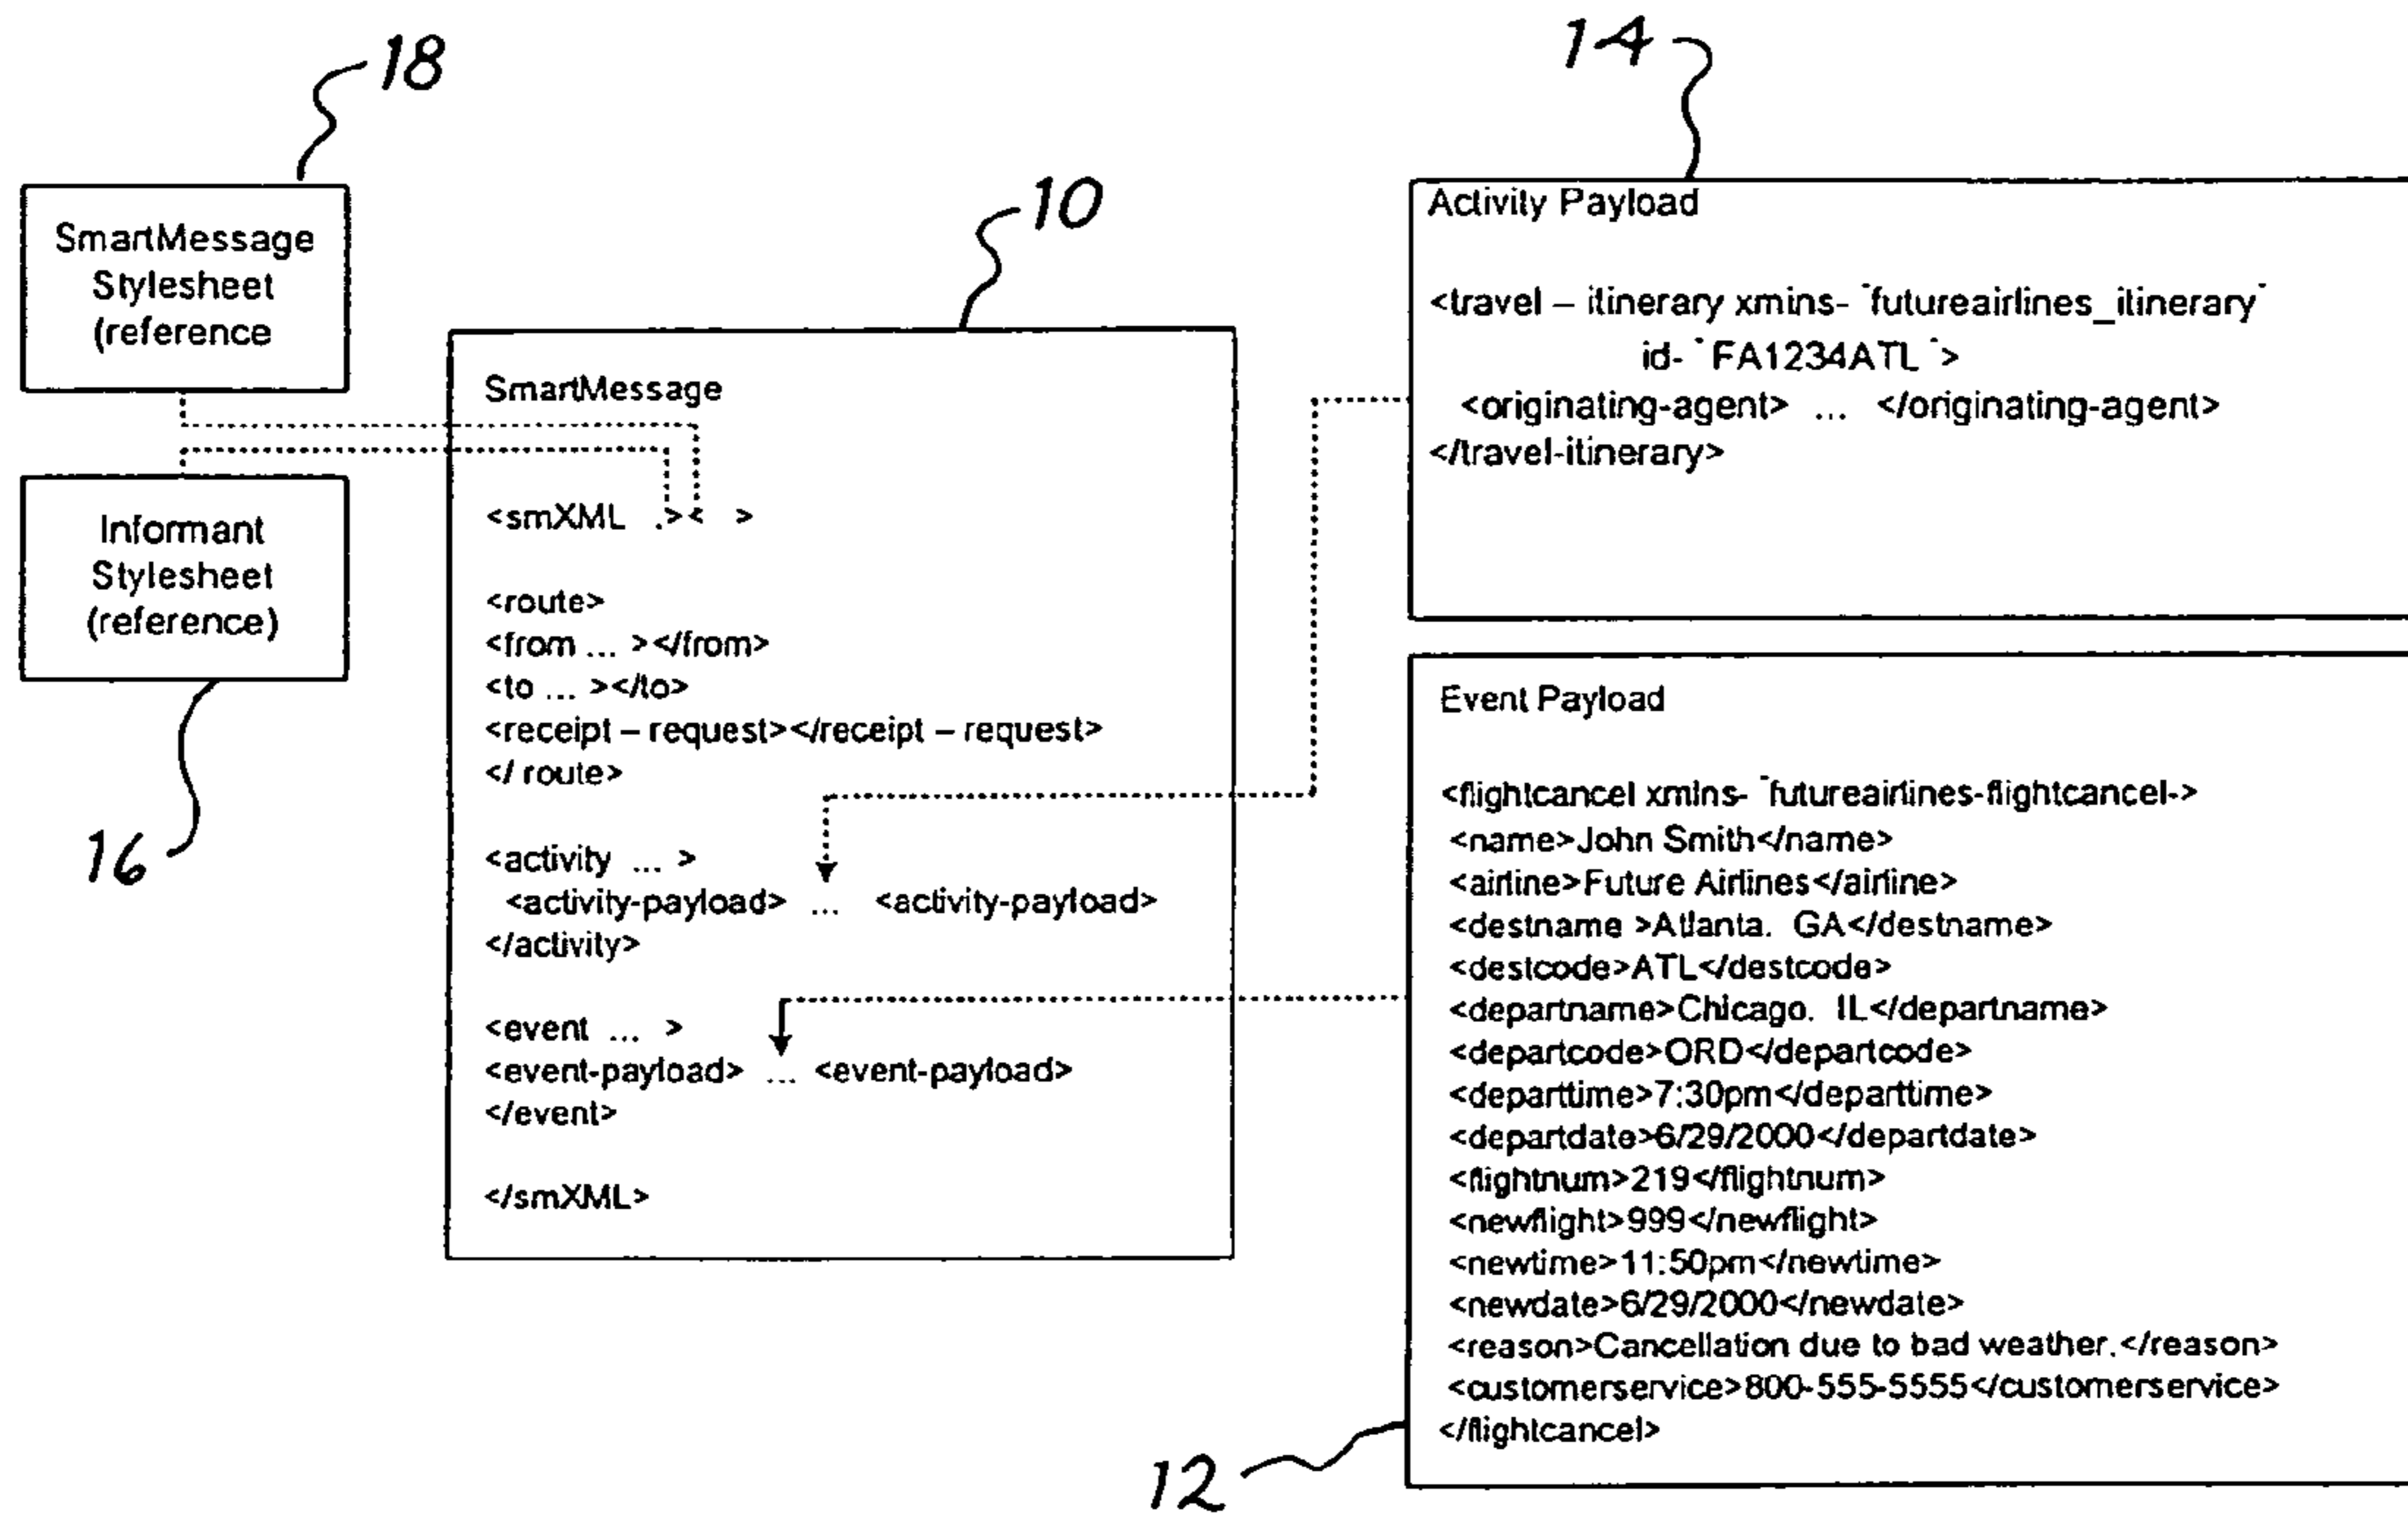 18
SmartMessage
Stylesheet
(reference
Informant
Stylesheet
(reference)
16
10
SmartMessage
<smXML .>< >
<route>
<from ... ></from>
<to ... ></to>
<receipt – request></receipt – request>
</ route>
<activity ... >
<activity-payload> ... <activity-payload>
</activity>
<event ... >
<event-payload> ... <event-payload>
</event>
</smXML>
14
Activity Payload
<travel – itinerary xmins- ¨futureairlines_itinerary¨
id- ¨FA1234ATL ¨>
<originating-agent> ... </originating-agent>
</travel-itinerary>
Event Payload
<flightcancel xmlns- ¨futureairlines-flightcancel->
<name>John Smith</name>
<airline>Future Airlines</airline>
<destname >Atlanta. GA</destname>
<destcode>ATL</destcode>
<departname>Chicago. IL</departname>
<departcode>ORD</departcode>
<departtime>7:30pm</departtime>
<departdate>6/29/2000</departdate>
<flightnum>219</flightnum>
<newflight>999</newflight>
<newtime>11:50pm</newtime>
<newdate>6/29/2000</newdate>
<reason>Cancellation due to bad weather.</reason>
<customerservice>800-555-5555</customerservice>
</flightcancel>
12